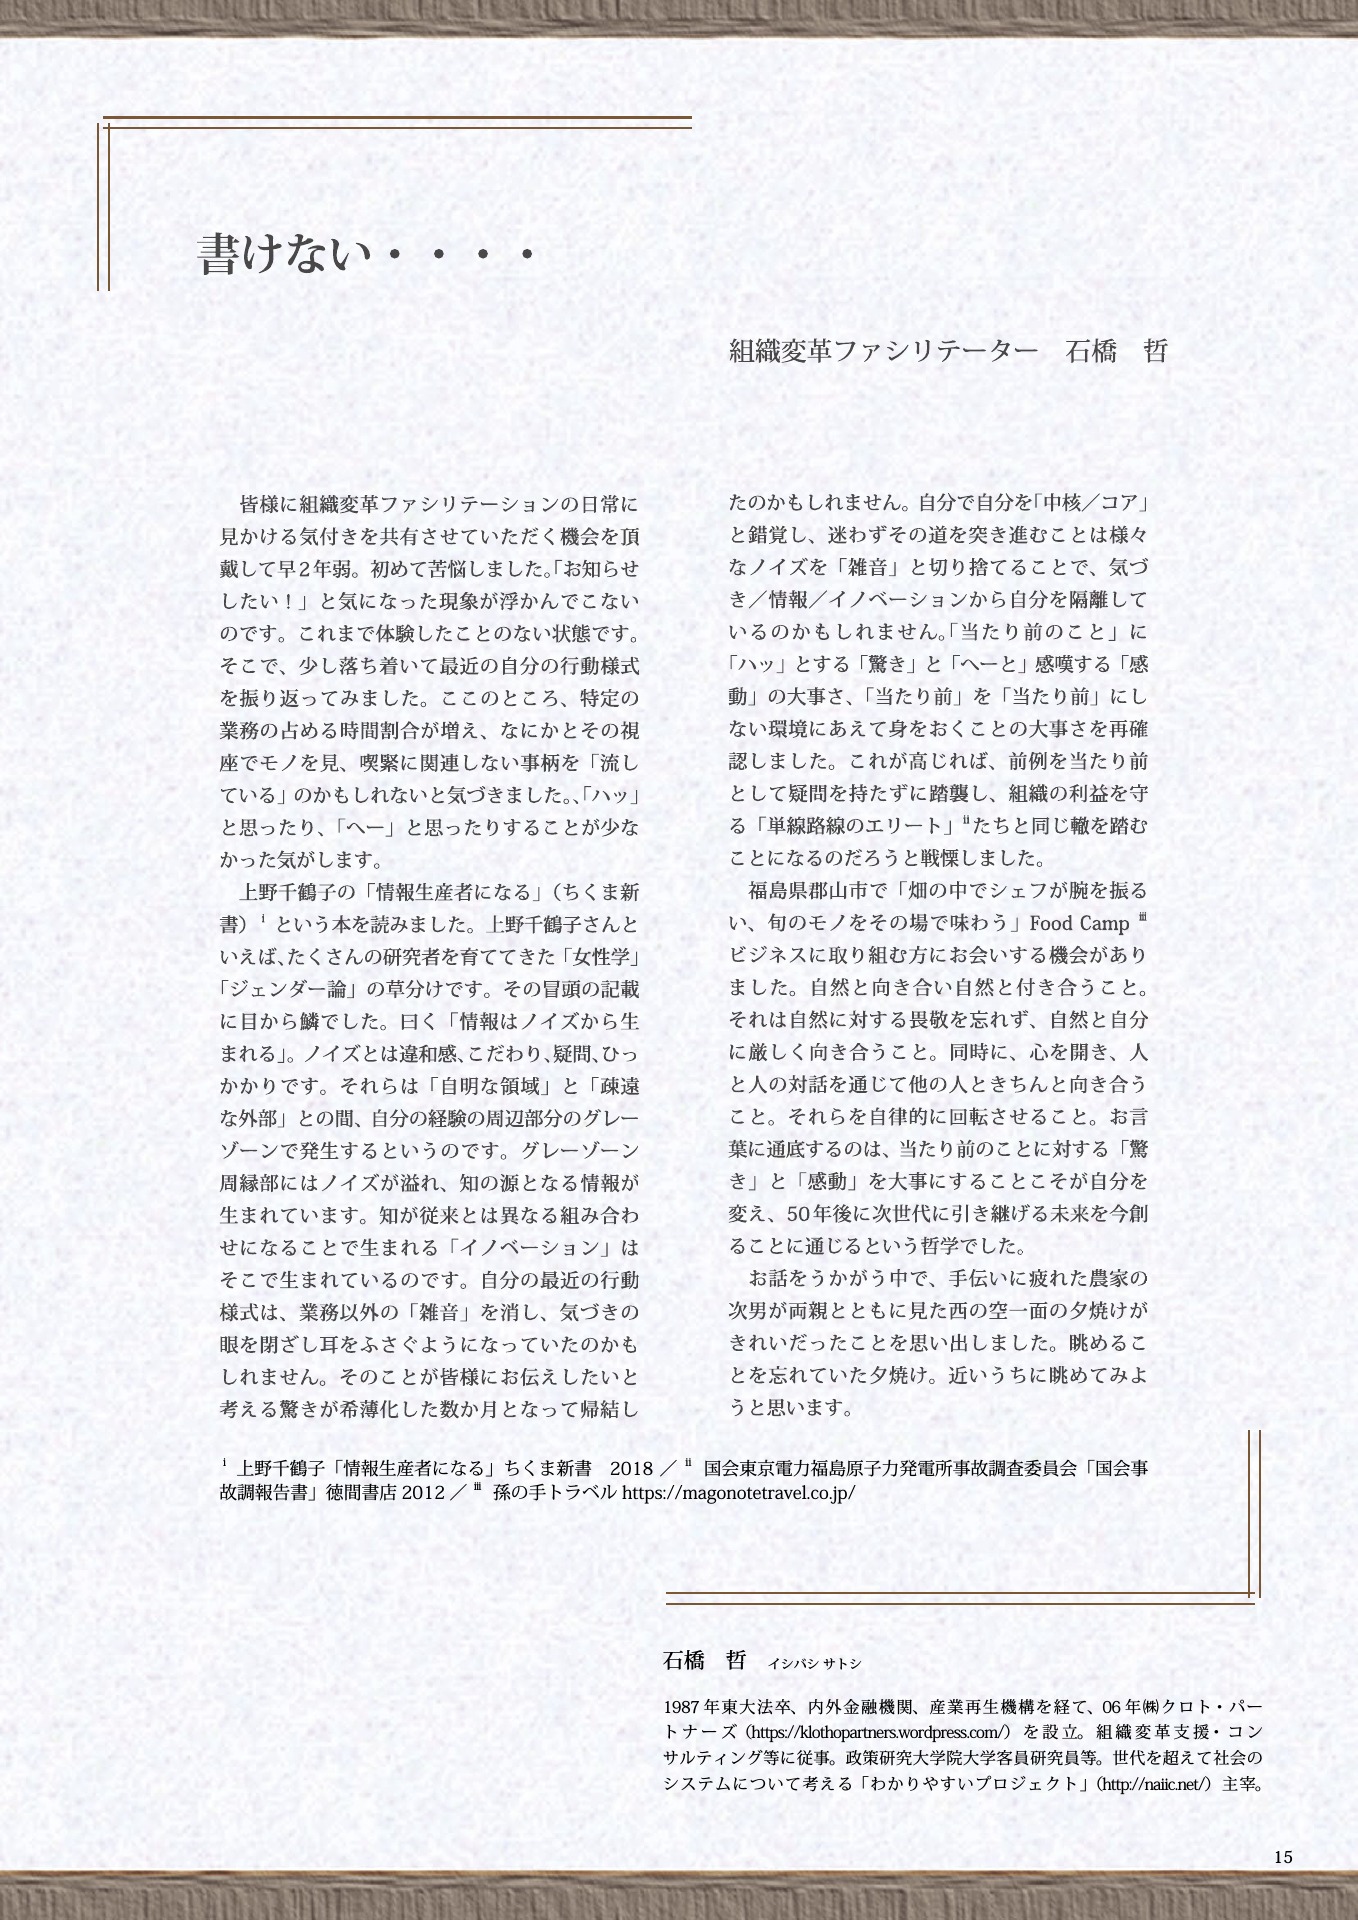 書けない・・・・
組織変革ファシリテーター　石橋　哲
皆様に組織変革ファシリテーションの日常に
見かける気付きを共有させていただく機会を頂
戴して早2年弱。初めて苦悩しました。「お知らせ
したい！」と気になった現象が浮かんでこない
のです。これまで体験したことのない状態です。
そこで、少し落ち着いて最近の自分の行動様式
を振り返ってみました。ここのところ、特定の
業務の占める時間割合が増え、なにかとその視
座でモノを見、喫緊に関連しない事柄を「流し
ている」のかもしれないと気づきました。、「ハッ」
と思ったり、「へー」と思ったりすることが少な
かった気がします。
上野千鶴子の「情報生産者になる」（ちくま新
書）ⅰ という本を読みました。上野千鶴子さんと
いえば、たくさんの研究者を育ててきた「女性学」
「ジェンダー論」の草分けです。その冒頭の記載
に目から鱗でした。曰く「情報はノイズから生
まれる」。ノイズとは違和感、こだわり、疑問、ひっ
かかりです。それらは「自明な領域」と「疎遠
な外部」との間、自分の経験の周辺部分のグレー
ゾーンで発生するというのです。グレーゾーン
周縁部にはノイズが溢れ、知の源となる情報が
生まれています。知が従来とは異なる組み合わ
せになることで生まれる「イノベーション」は
そこで生まれているのです。自分の最近の行動
様式は、業務以外の「雑音」を消し、気づきの
眼を閉ざし耳をふさぐようになっていたのかも
しれません。そのことが皆様にお伝えしたいと
考える驚きが希薄化した数か月となって帰結し
たのかもしれません。自分で自分を「中核／コア」
と錯覚し、迷わずその道を突き進むことは様々
なノイズを「雑音」と切り捨てることで、気づ
き／情報／イノベーションから自分を隔離して
いるのかもしれません。「当たり前のこと」に
「ハッ」とする「驚き」と「へーと」感嘆する「感
動」の大事さ、「当たり前」を「当たり前」にし
ない環境にあえて身をおくことの大事さを再確
認しました。これが高じれば、前例を当たり前
として疑問を持たずに踏襲し、組織の利益を守
る「単線路線のエリート」ⅱたちと同じ轍を踏む
ことになるのだろうと戦慄しました。
福島県郡山市で「畑の中でシェフが腕を振る
い、旬のモノをその場で味わう」Food Camp ⅲ
ビジネスに取り組む方にお会いする機会があり
ました。自然と向き合い自然と付き合うこと。
それは自然に対する畏敬を忘れず、自然と自分
に厳しく向き合うこと。同時に、心を開き、人
と人の対話を通じて他の人ときちんと向き合う
こと。それらを自律的に回転させること。お言
葉に通底するのは、当たり前のことに対する「驚
き」と「感動」を大事にすることこそが自分を
変え、50年後に次世代に引き継げる未来を今創
ることに通じるという哲学でした。
お話をうかがう中で、手伝いに疲れた農家の
次男が両親とともに見た西の空一面の夕焼けが
きれいだったことを思い出しました。眺めるこ
とを忘れていた夕焼け。近いうちに眺めてみよ
うと思います。
ⅰ 上野千鶴子「情報生産者になる」ちくま新書　2018 ／ ⅱ 国会東京電力福島原子力発電所事故調査委員会「国会事
故調報告書」徳間書店 2012 ／ ⅲ 孫の手トラベル https://magonotetravel.co.jp/
石橋　哲　イシバシ サトシ
1987 年東大法卒、内外金融機関、産業再生機構を経て、06 年㈱クロト・パー
トナーズ（https://klothopartners.wordpress.com/）を設立。組織変革支援・コン
サルティング等に従事。政策研究大学院大学客員研究員等。世代を超えて社会の
システムについて考える「わかりやすいプロジェクト」（http://naiic.net/）主宰。
15